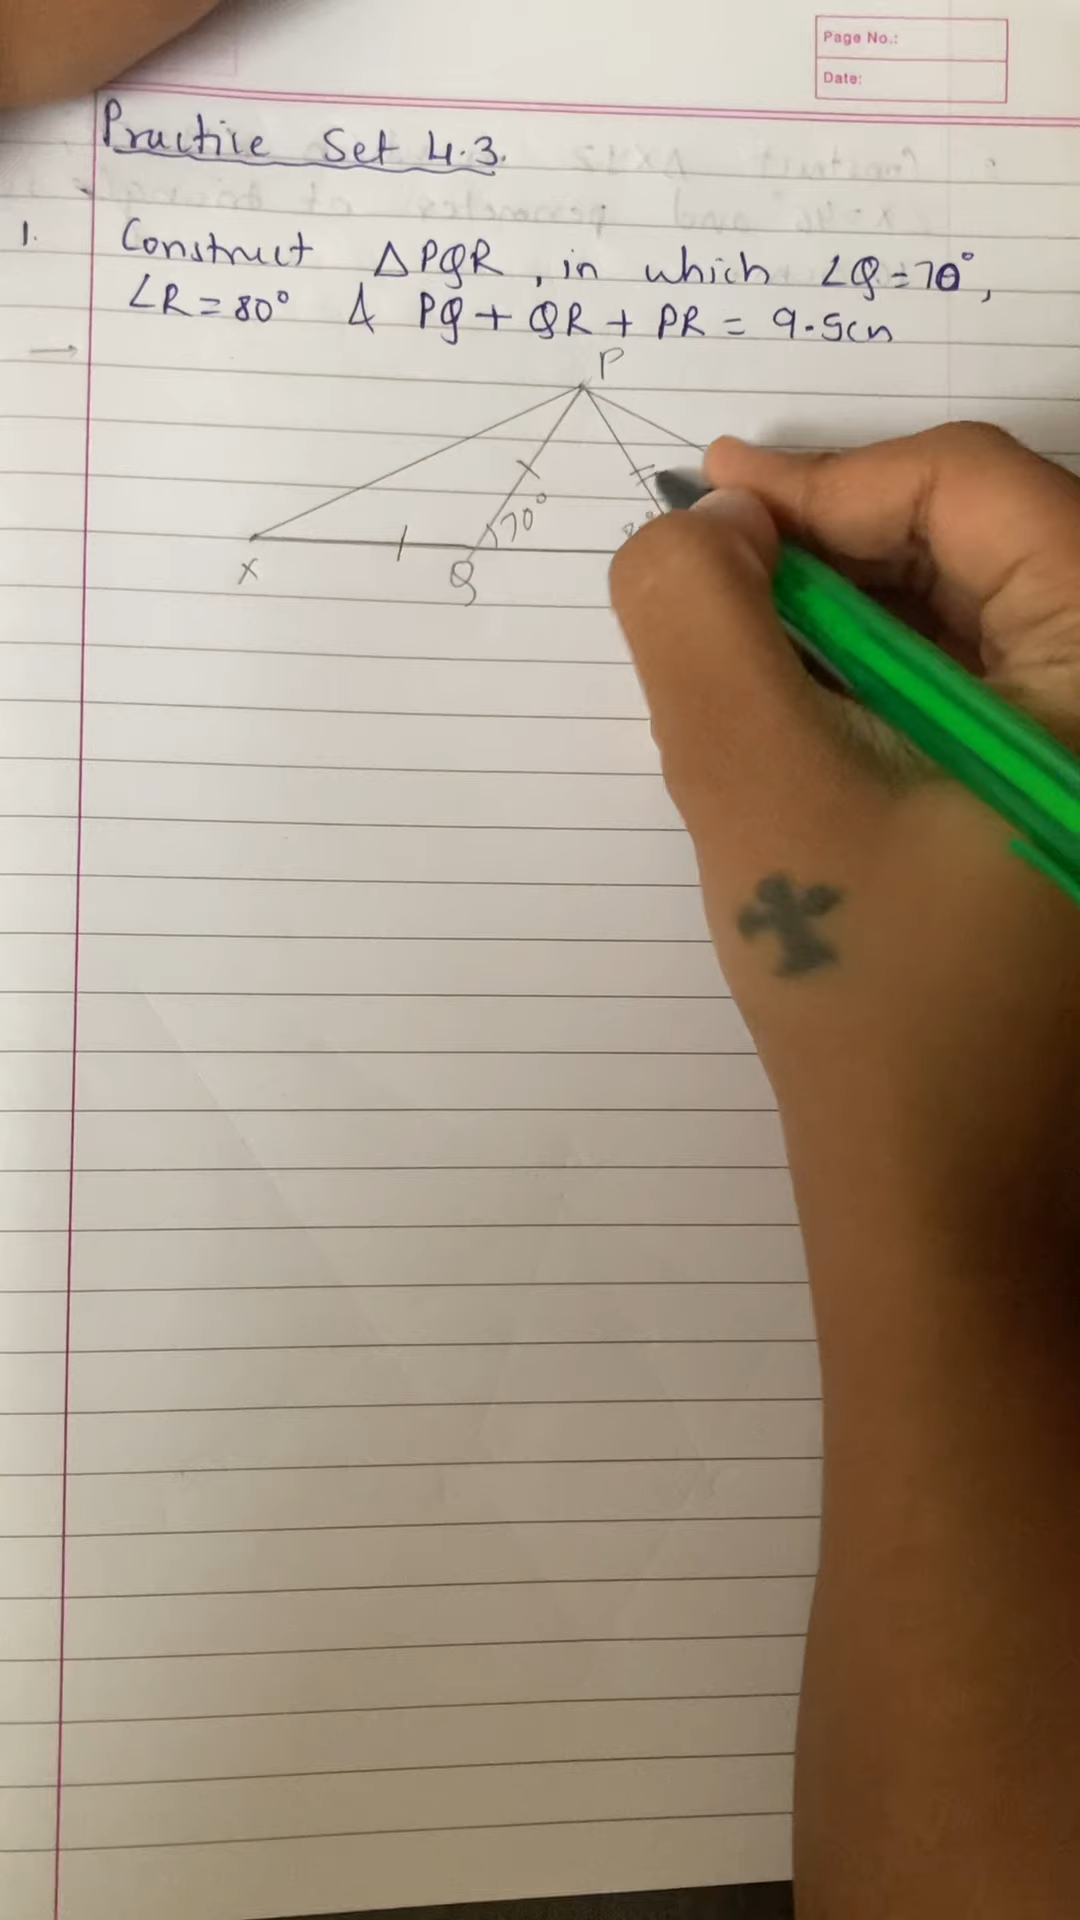 Page No.:
Date:
Practice Set 4.3.
1. Construct △PQR, in which ∠Q = 70°,
∠R = 80° & PQ + QR + PR = 9.5cm
P
70°
X
Q